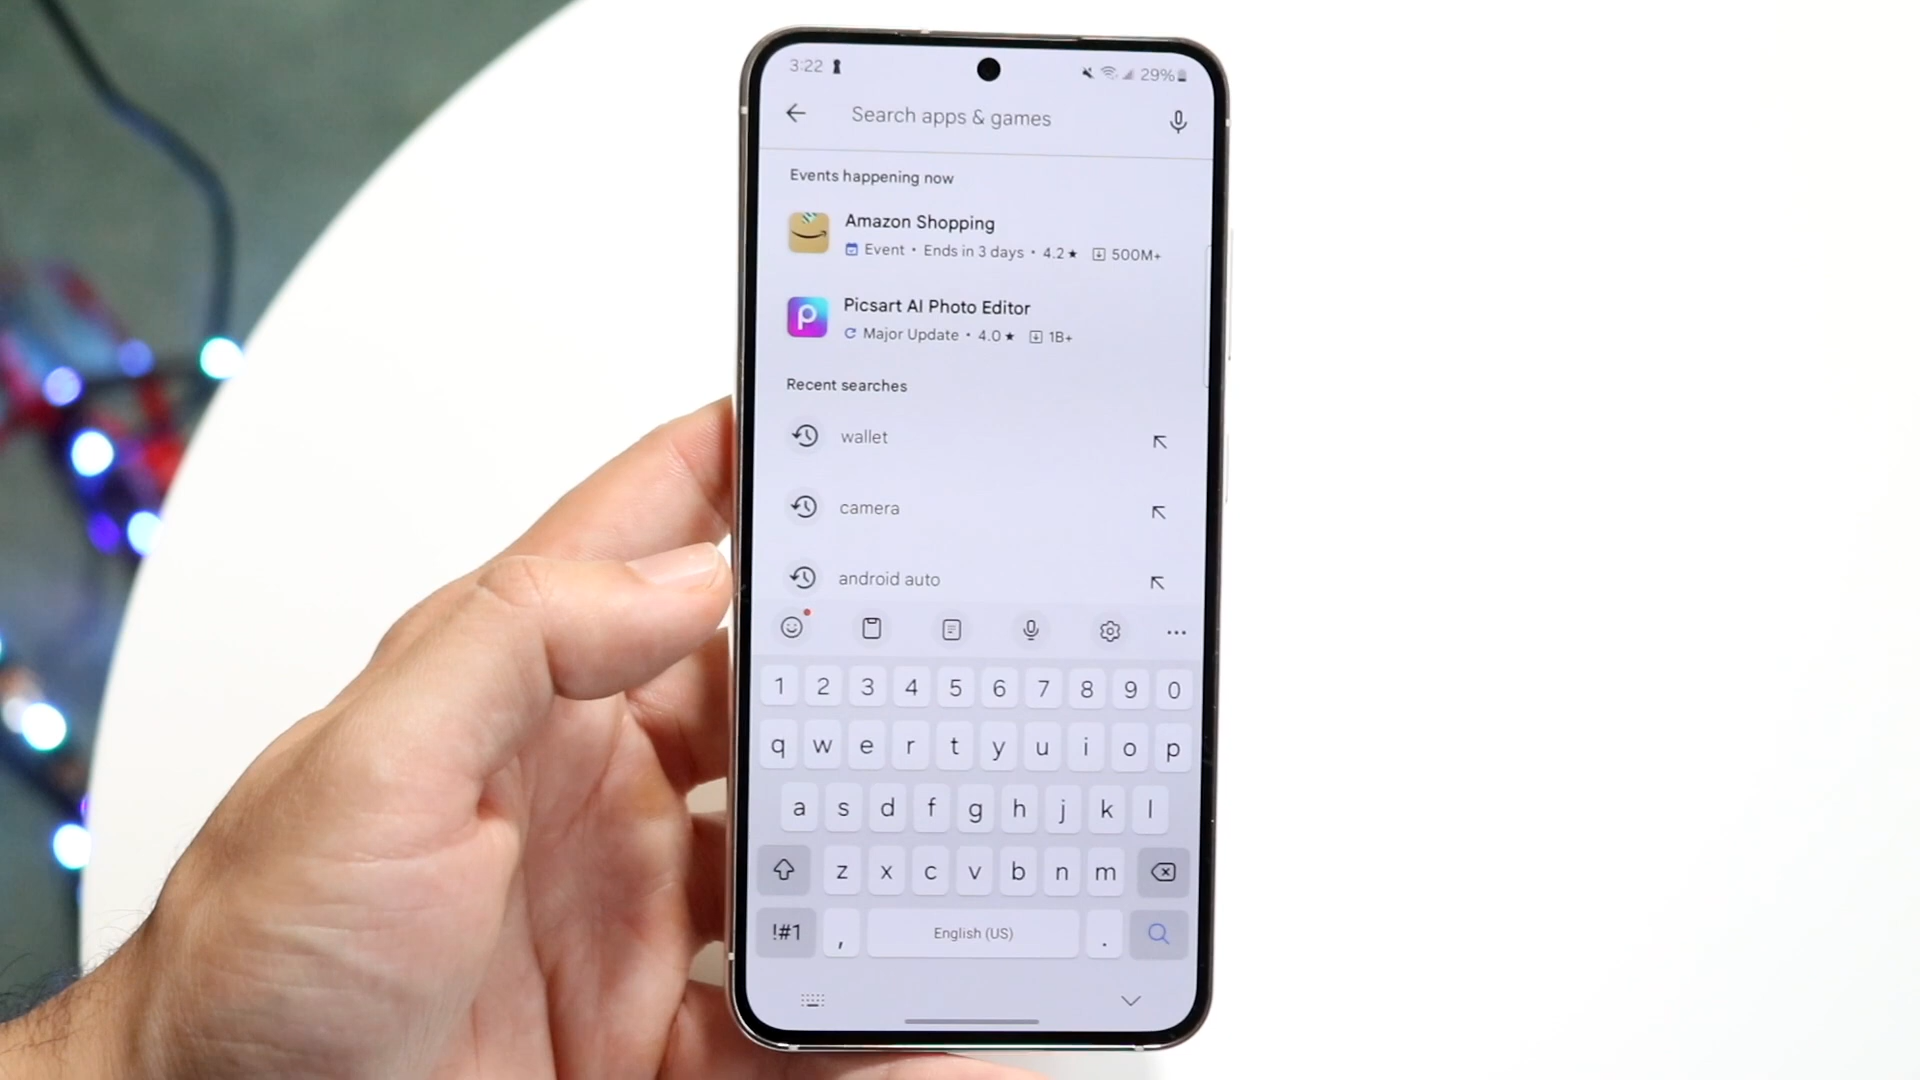 3:22 29%
Search apps & games
Events happening now
Amazon Shopping
Event • Ends in 3 days • 4.2★ 500M+
Picsart AI Photo Editor
Major Update • 4.0★ 1B+
Recent searches
wallet
camera
android auto
1 2 3 4 5 6 7 8 9 0
q w e r t y u i o p
a s d f g h j k l
z x c v b n m
!#1 , English (US) .